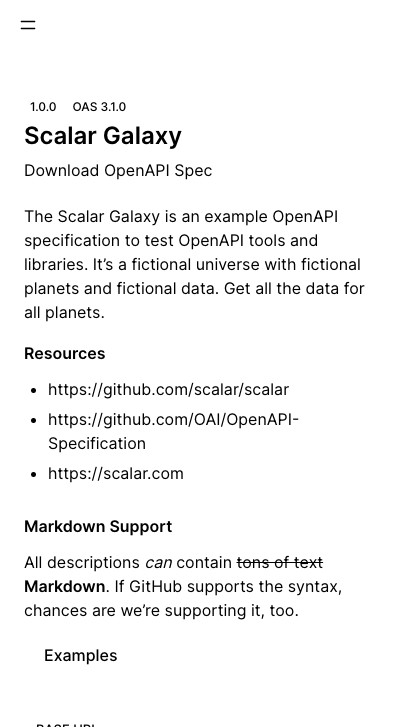 1.0.0 OAS 3.1.0
Scalar Galaxy
Download OpenAPI Spec
The Scalar Galaxy is an example OpenAPI
specification to test OpenAPI tools and
libraries. It’s a fictional universe with fictional
planets and fictional data. Get all the data for
all planets.
Resources
• https://github.com/scalar/scalar
• https://github.com/OAI/OpenAPI-
Specification
• https://scalar.com
Markdown Support
All descriptions can contain tons of text
Markdown. If GitHub supports the syntax,
chances are we’re supporting it, too.
Examples
BASE URL